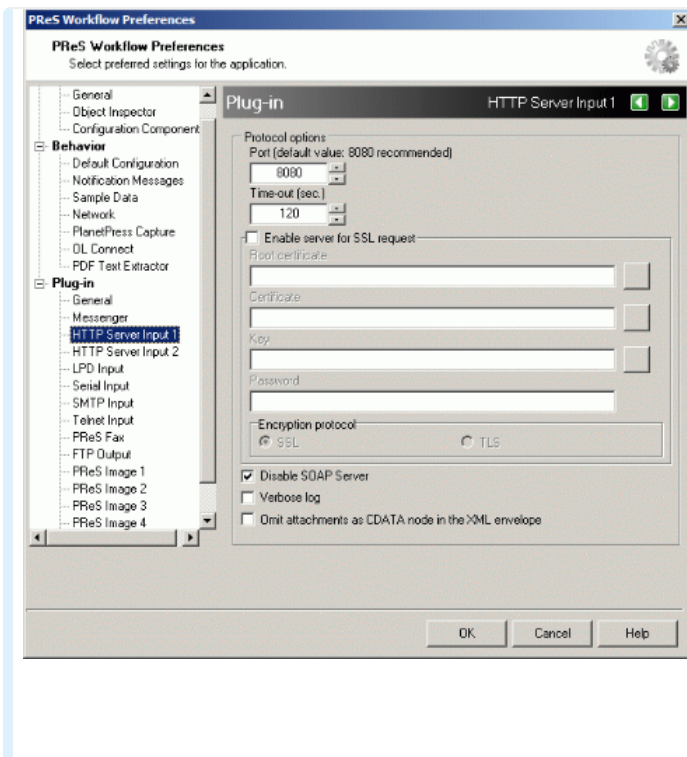 PReS Workflow Preferences
PReS Workflow Preferences
Select preferred settings for the application.
General
Object Inspector
Configuration Component
Behavior
Default Configuration
Notification Messages
Sample Data
Network
PlanetPress Capture
OL Connect
PDF Text Extractor
Plug-in
General
Messenger
HTTP Server Input 1
HTTP Server Input 2
LPD Input
Serial Input
SMTP Input
Telnet Input
PReS Fax
FTP Output
PReS Image 1
PReS Image 2
PReS Image 3
PReS Image 4
Plug-in HTTP Server Input 1
Protocol options
Port (default value: 8080 recommended)
8080
Time-out (sec.)
120
Enable server for SSL request
Root certificate
Certificate
Key
Password
Encryption protocol
SSL TLS
Disable SOAP Server
Verbose log
Omit attachments as CDATA node in the XML envelope
OK Cancel Help